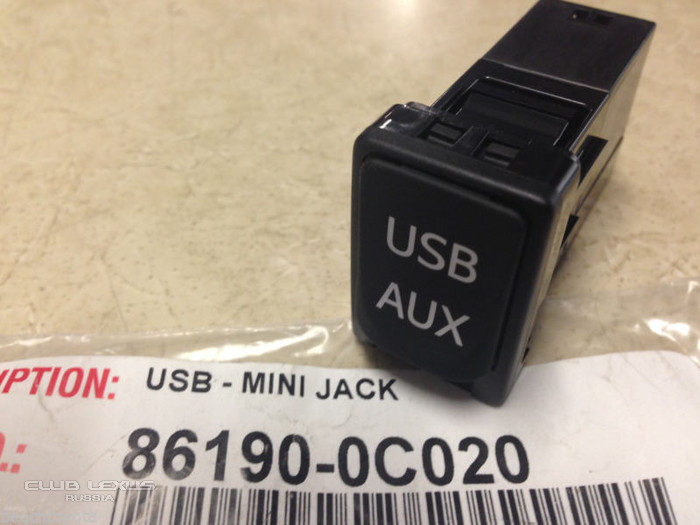 USB
AUX
IPTION: USB - MINI JACK
O.: 86190-0C020
CLUB LEXUS
RUSSIA